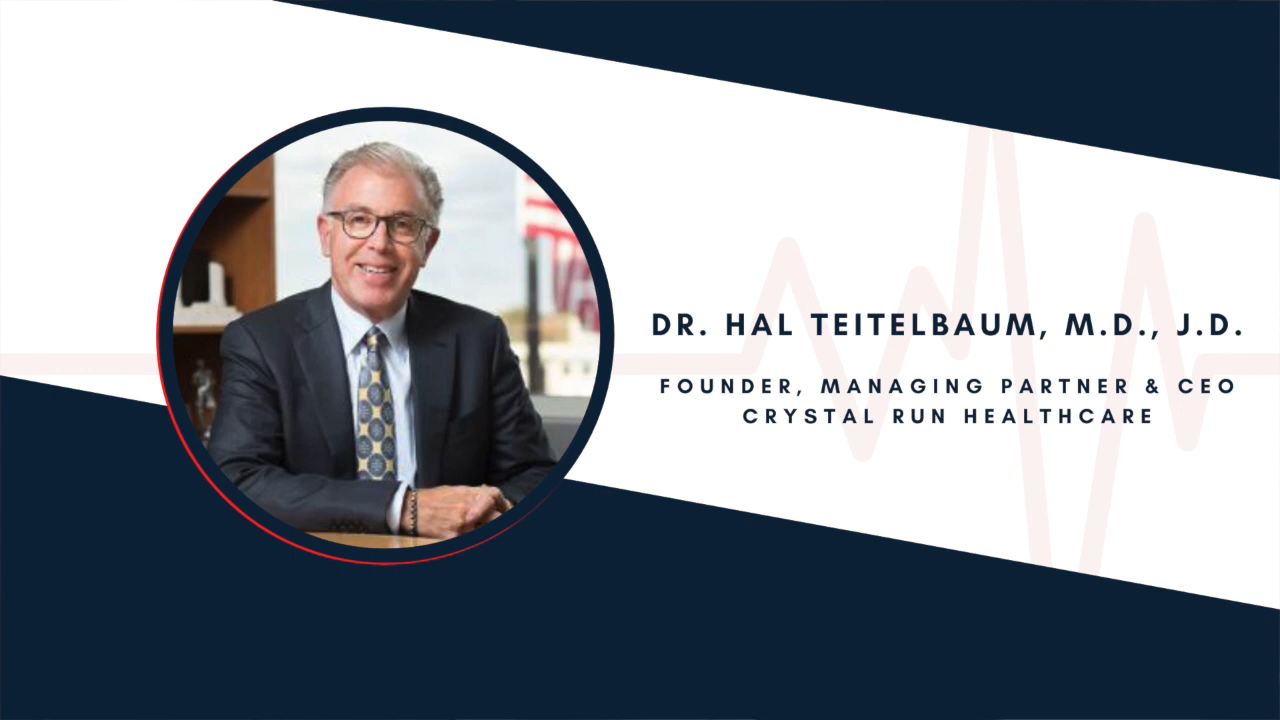 DR. HAL TEITELBAUM, M.D., J.D.
FOUNDER, MANAGING PARTNER & CEO
CRYSTAL RUN HEALTHCARE